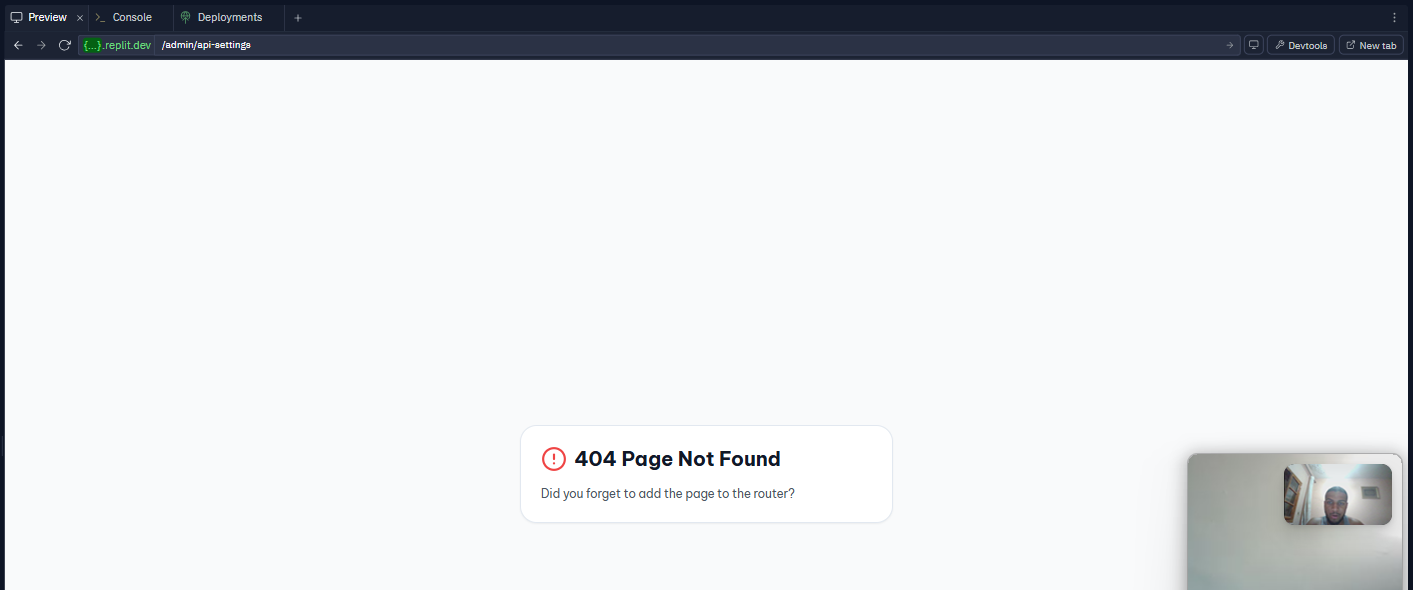 Preview
Console
Deployments
{...}.replit.dev /admin/api-settings
Devtools
New tab
404 Page Not Found
Did you forget to add the page to the router?